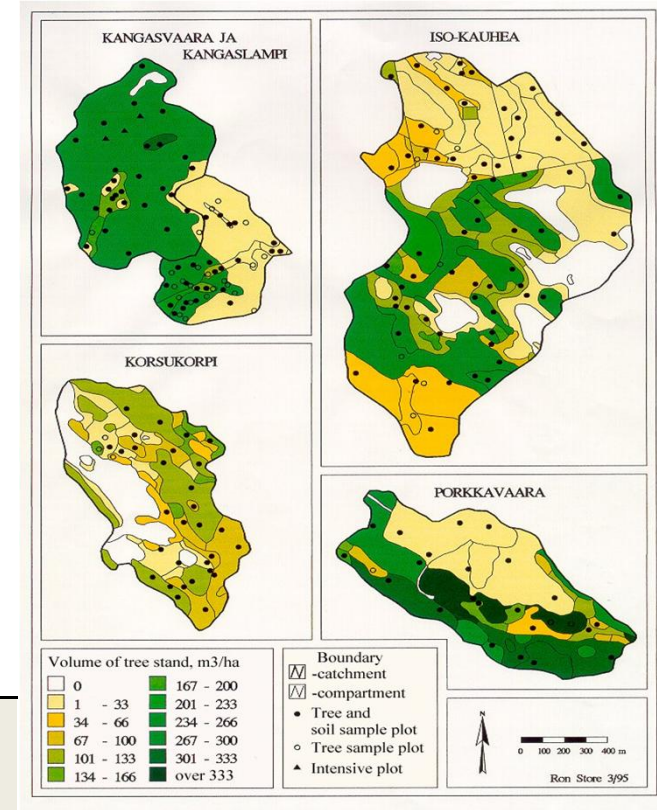 KANGASVAARA JA
KANGASLAMPI
ISO-KAUHEA
KORSUKORPI
PORKKAVAARA
Volume of tree stand, m3/ha
0
1 - 33
34 - 66
67 - 100
101 - 133
134 - 166
167 - 200
201 - 233
234 - 266
267 - 300
301 - 333
over 333
Boundary
-catchment
-compartment
Tree and
soil sample plot
Tree sample plot
Intensive plot
N
0 100 200 300 400 m
Ron Store 3/95